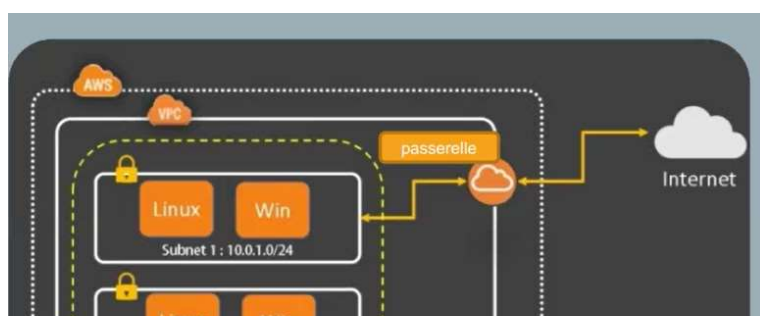 AWS
VPC
passerelle
Internet
Linux
Win
Subnet 1 : 10.0.1.0/24